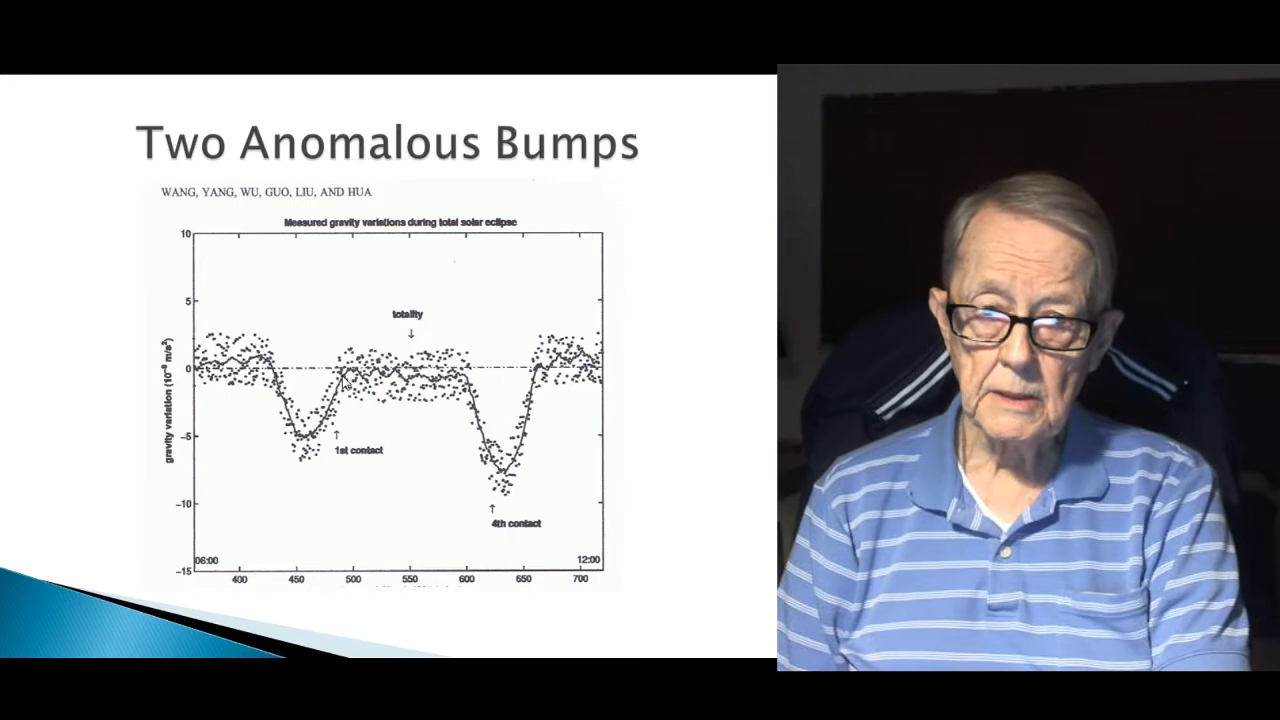 Two Anomalous Bumps
WANG, YANG, WU, GUO, LIU, AND HUA
Measured gravity variations during total solar eclipse
10
5
0
−5
−10
−15
gravity variation (10⁻⁸ m/s²)
totality
↓
↑
1st contact
↑
4th contact
06:00
12:00
400 450 500 550 600 650 700